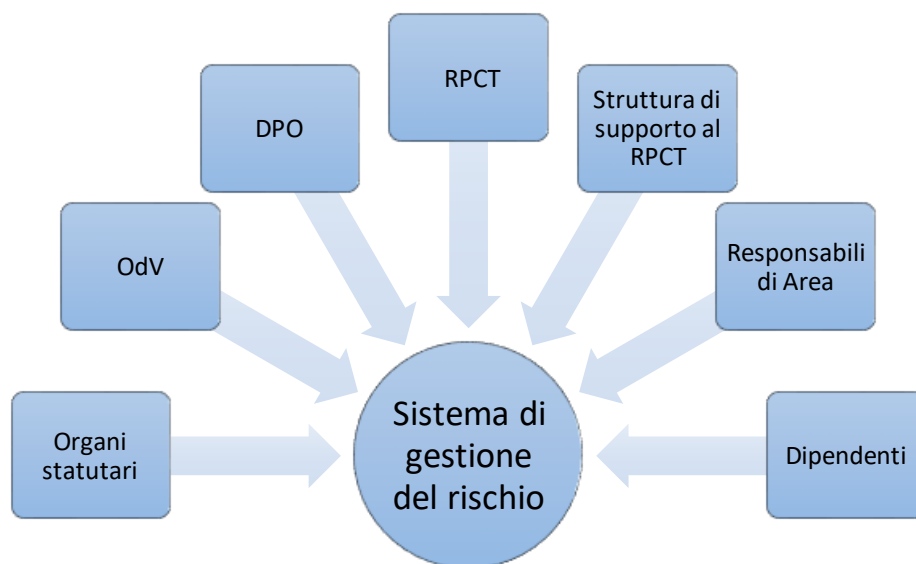 RPCT
DPO
Struttura di
supporto al
RPCT
OdV
Responsabili
di Area
Organi
statutari
Sistema di
gestione
del rischio
Dipendenti